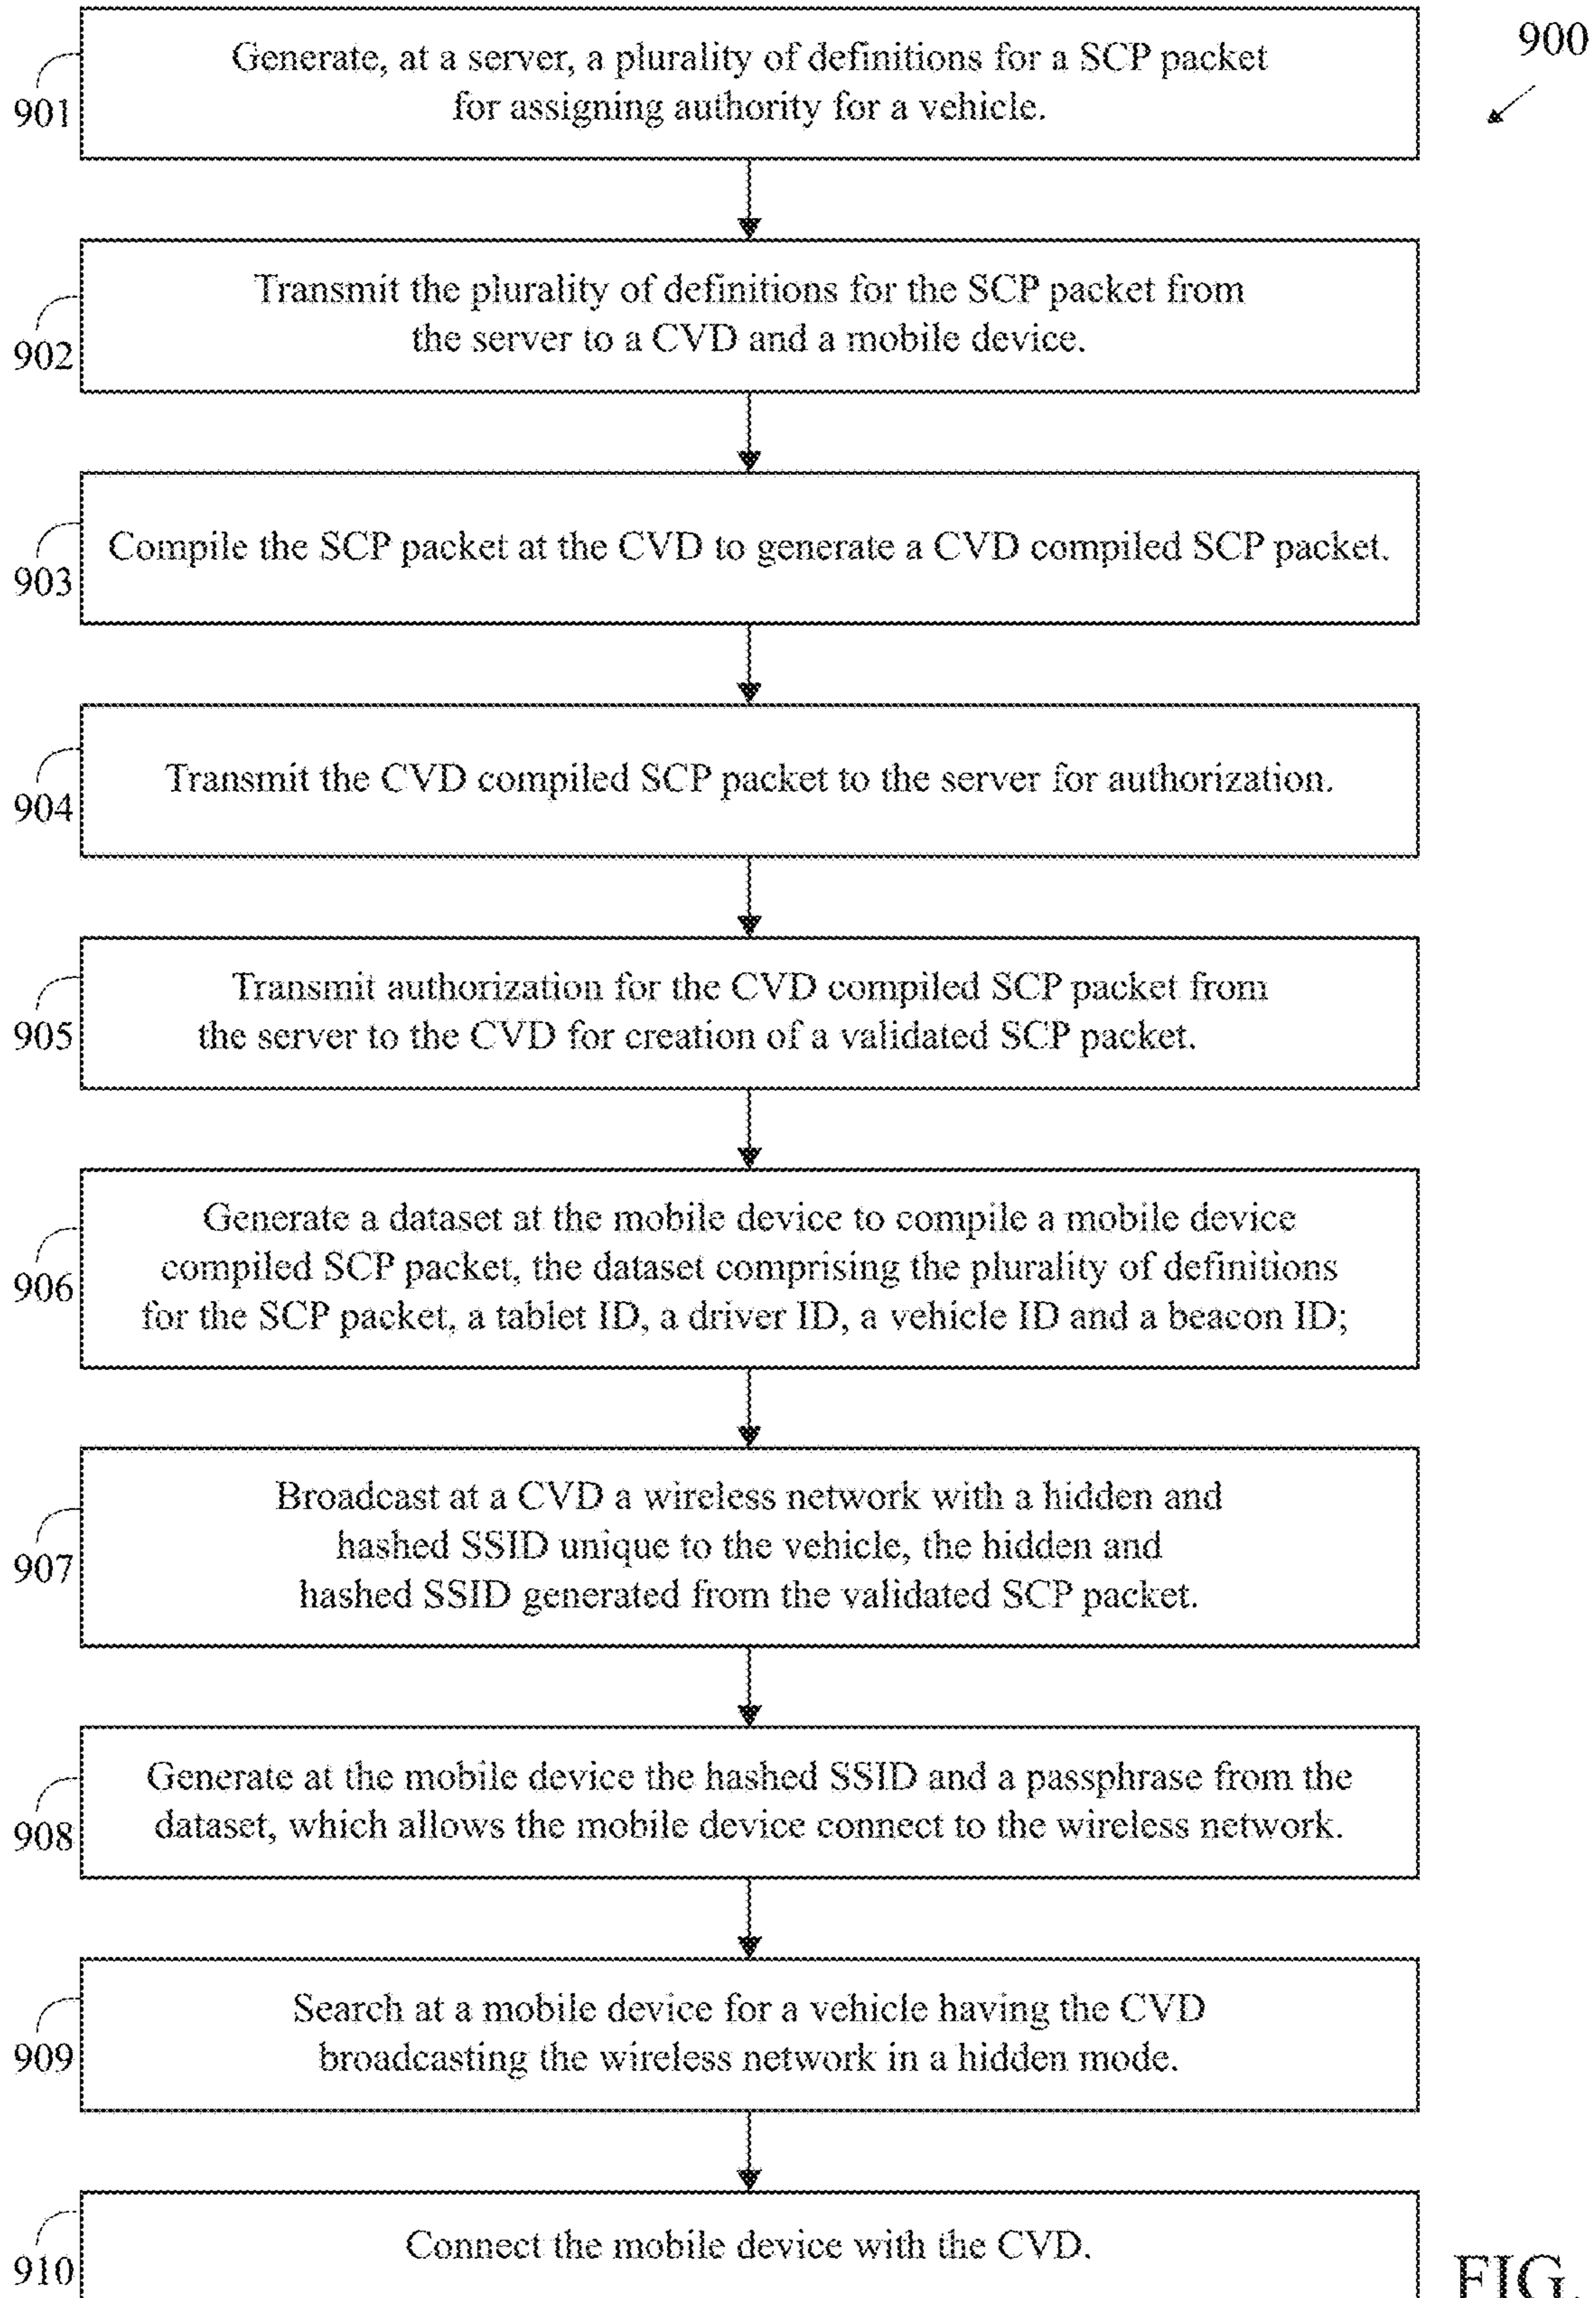 900
Generate, at a server, a plurality of definitions for a SCP packet
for assigning authority for a vehicle.
901
Transmit the plurality of definitions for the SCP packet from
the server to a CVD and a mobile device.
902
Compile the SCP packet at the CVD to generate a CVD compiled SCP packet.
903
Transmit the CVD compiled SCP packet to the server for authorization.
904
Transmit authorization for the CVD compiled SCP packet from
the server to the CVD for creation of a validated SCP packet.
905
Generate a dataset at the mobile device to compile a mobile device
compiled SCP packet, the dataset comprising the plurality of definitions
for the SCP packet, a tablet ID, a driver ID, a vehicle ID and a beacon ID;
906
Broadcast at a CVD a wireless network with a hidden and
hashed SSID unique to the vehicle, the hidden and
hashed SSID generated from the validated SCP packet.
907
Generate at the mobile device the hashed SSID and a passphrase from the
dataset, which allows the mobile device connect to the wireless network.
908
Search at a mobile device for a vehicle having the CVD
broadcasting the wireless network in a hidden mode.
909
Connect the mobile device with the CVD.
910
FIG.